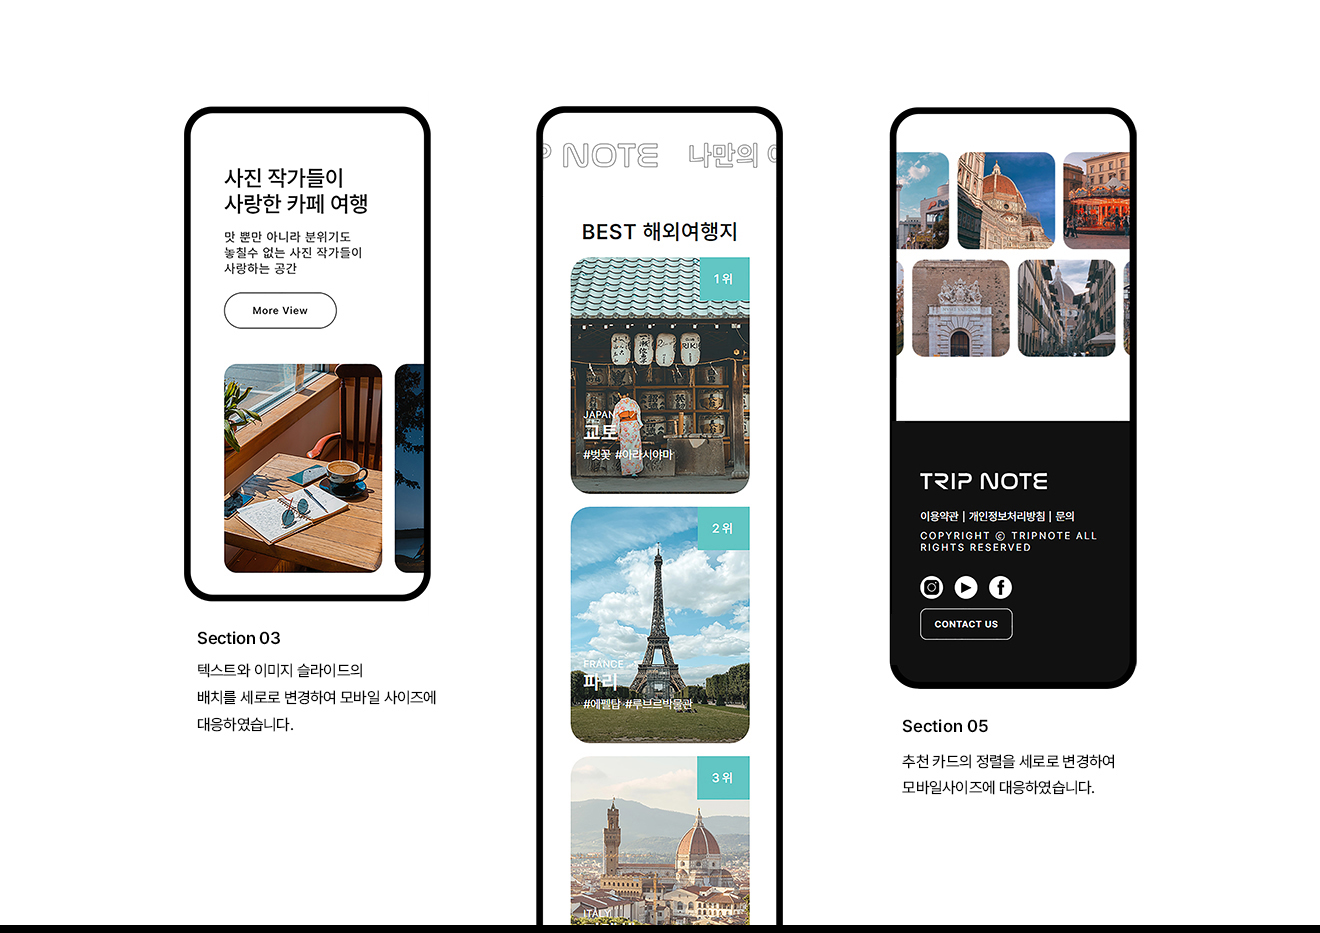 사진 작가들이
사랑한 카페 여행
맛 뿐만 아니라 분위기도
놓칠수 없는 사진 작가들이
사랑하는 공간
More View
Section 03
텍스트와 이미지 슬라이드의
배치를 세로로 변경하여 모바일 사이즈에
대응하였습니다.
P NOTE 나만의
BEST 해외여행지
1위
JAPAN
교토
#벚꽃 #아라시야마
2위
FRANCE
파리
#에펠탑 #루브르박물관
3위
ITALY
TRIP NOTE
이용약관 | 개인정보처리방침 | 문의
COPYRIGHT ⓒ TRIPNOTE ALL
RIGHTS RESERVED
CONTACT US
Section 05
추천 카드의 정렬을 세로로 변경하여
모바일사이즈에 대응하였습니다.